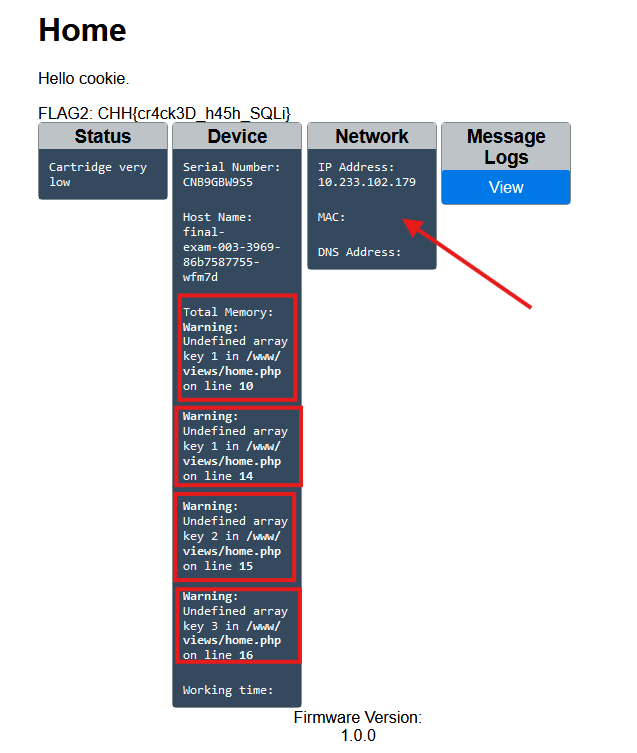 Home
Hello cookie.
FLAG2: CHH{cr4ck3D_h45h_SQLi}
Status
Cartridge very
low
Device
Serial Number:
CNB9GBW9S5
Host Name:
final-
exam-003-3969-
86b7587755-
wfm7d
Total Memory:
Warning:
Undefined array
key 1 in /www/
views/home.php
on line 10
Warning:
Undefined array
key 1 in /www/
views/home.php
on line 14
Warning:
Undefined array
key 2 in /www/
views/home.php
on line 15
Warning:
Undefined array
key 3 in /www/
views/home.php
on line 16
Working time:
Network
IP Address:
10.233.102.179
MAC:
DNS Address:
Message
Logs
View
Firmware Version:
1.0.0